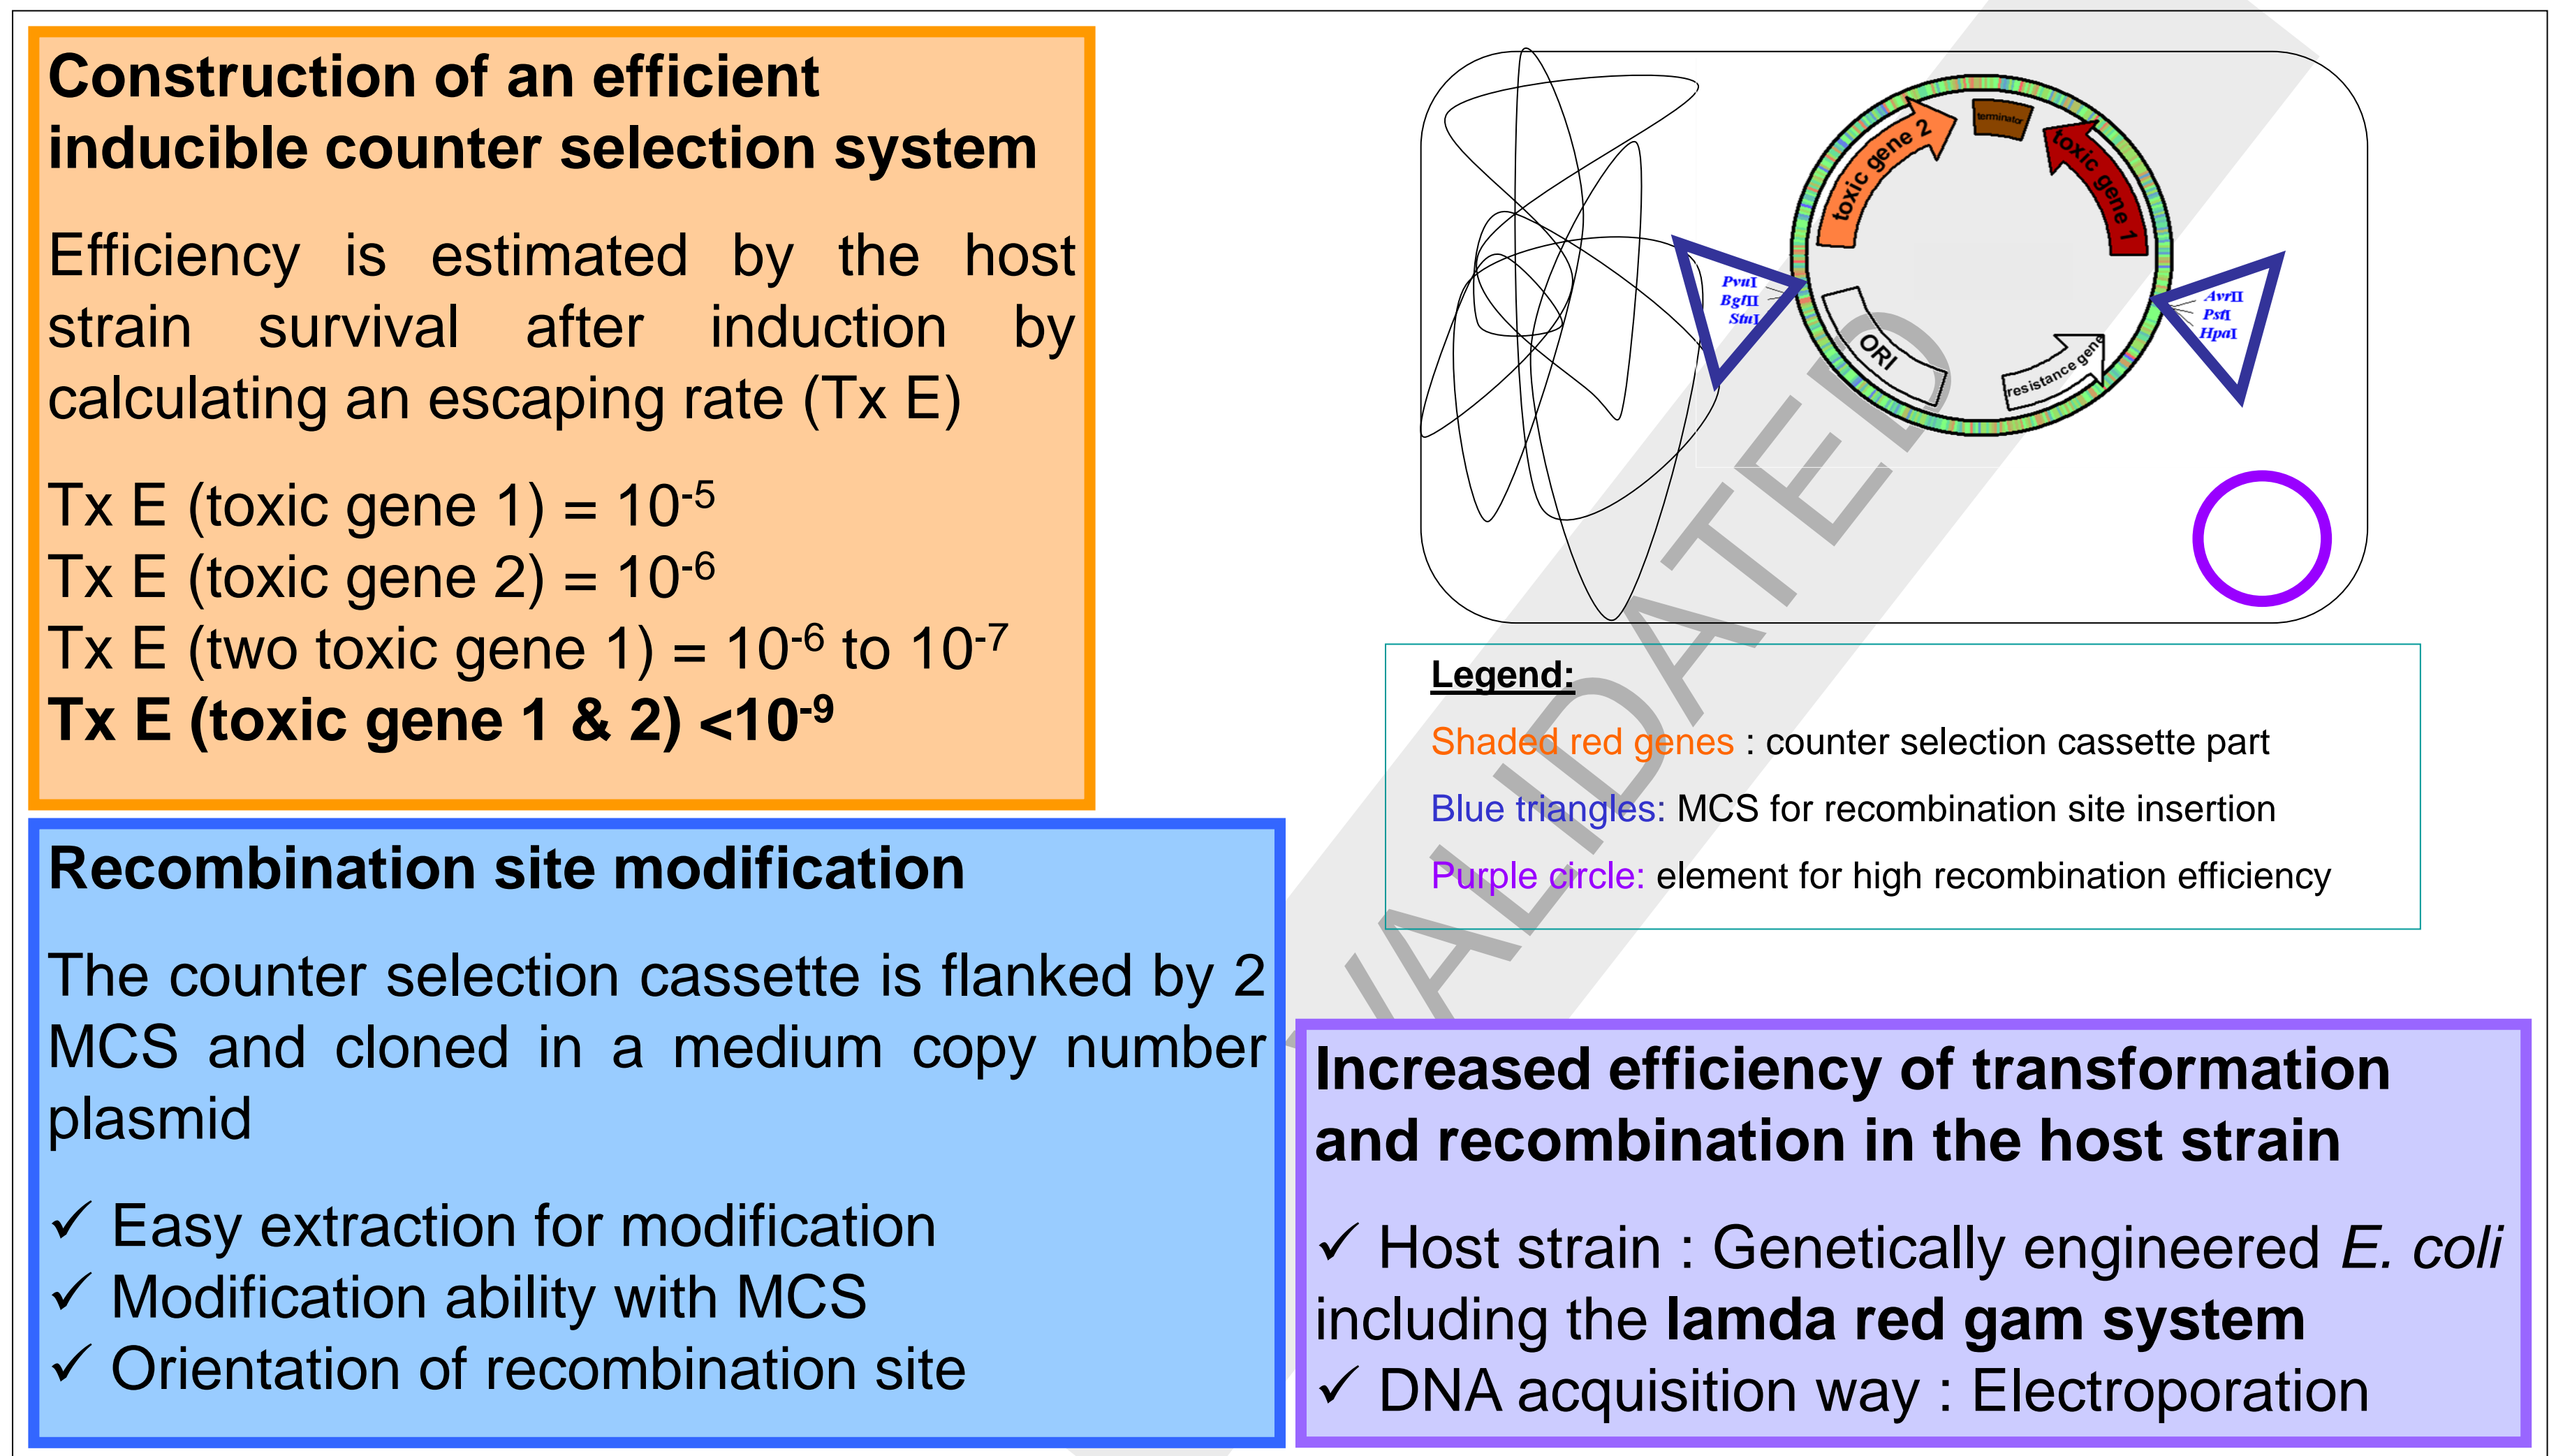 Construction of an efficient
inducible counter selection system
Efficiency is estimated by the host
strain survival after induction by
calculating an escaping rate (Tx E)
Tx E (toxic gene 1) = 10⁻⁵
Tx E (toxic gene 2) = 10⁻⁶
Tx E (two toxic gene 1) = 10⁻⁶ to 10⁻⁷
Tx E (toxic gene 1 & 2) <10⁻⁹
toxic gene 2
terminator
toxic gene 1
PvuI
BglII
StuI
AvrII
PstI
HpaI
ORI
resistance gene
Legend:
Shaded red genes : counter selection cassette part
Blue triangles: MCS for recombination site insertion
Purple circle: element for high recombination efficiency
VALIDATED
Recombination site modification
The counter selection cassette is flanked by 2
MCS and cloned in a medium copy number
plasmid
✓ Easy extraction for modification
✓ Modification ability with MCS
✓ Orientation of recombination site
Increased efficiency of transformation
and recombination in the host strain
✓ Host strain : Genetically engineered E. coli
including the lamda red gam system
✓ DNA acquisition way : Electroporation